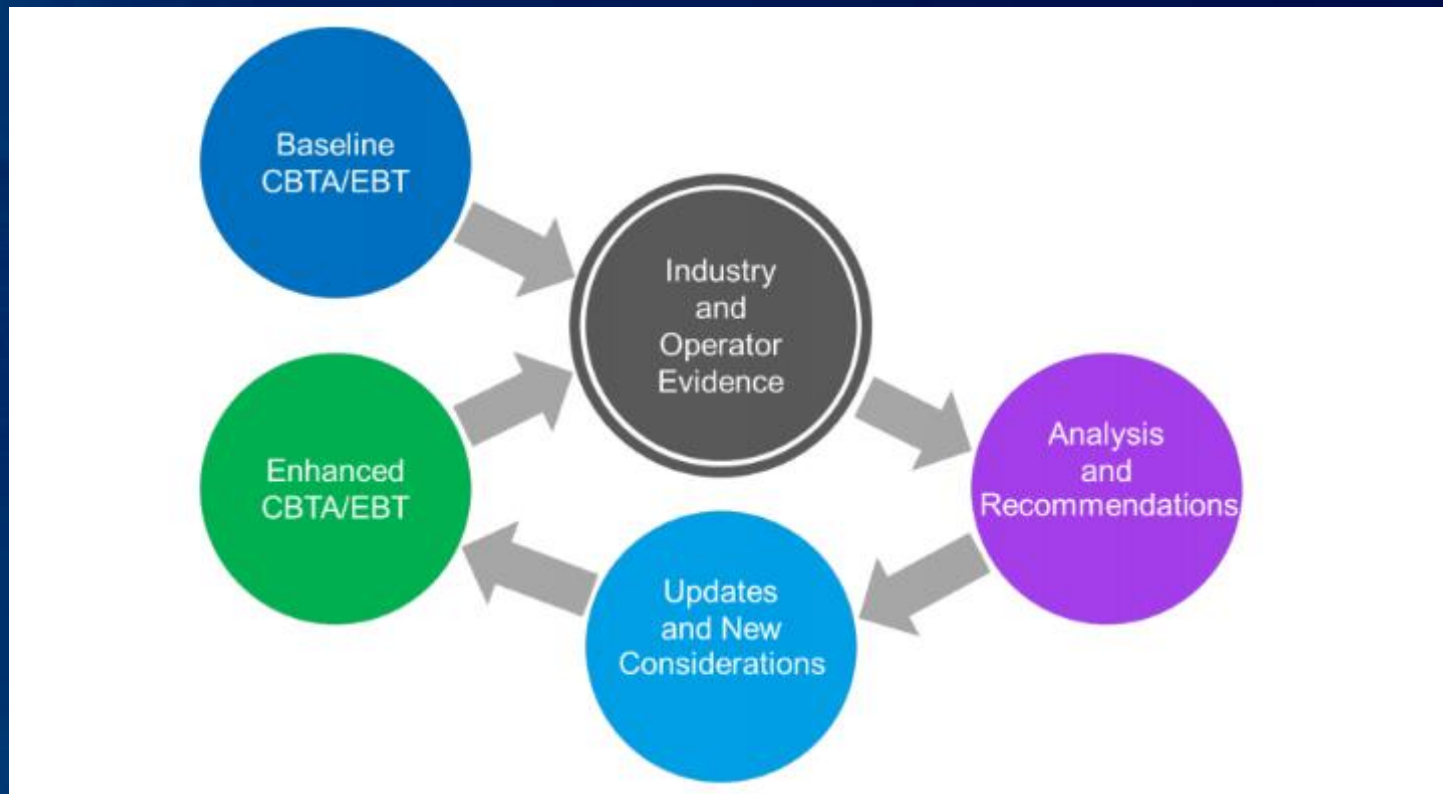 Baseline
CBTA/EBT
Industry
and
Operator
Evidence
Enhanced
CBTA/EBT
Analysis
and
Recommendations
Updates
and New
Considerations